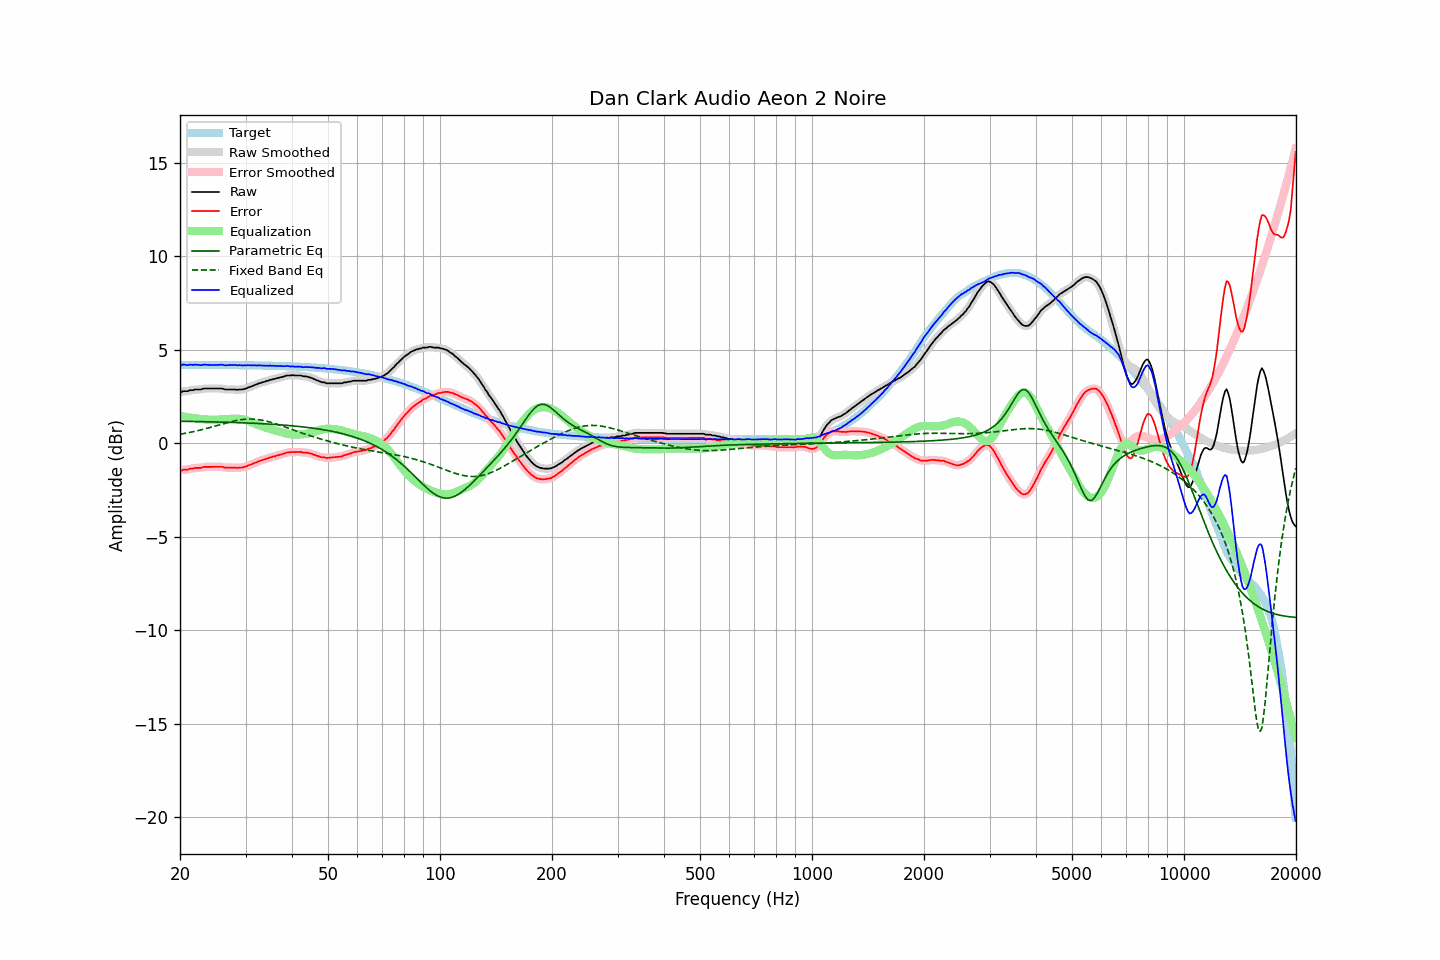 Dan Clark Audio Aeon 2 Noire
Target
Raw Smoothed
Error Smoothed
Raw
Error
Equalization
Parametric Eq
Fixed Band Eq
Equalized
15
10
5
0
−5
−10
−15
−20
Amplitude (dBr)
20
50
100
200
500
1000
2000
5000
10000
20000
Frequency (Hz)